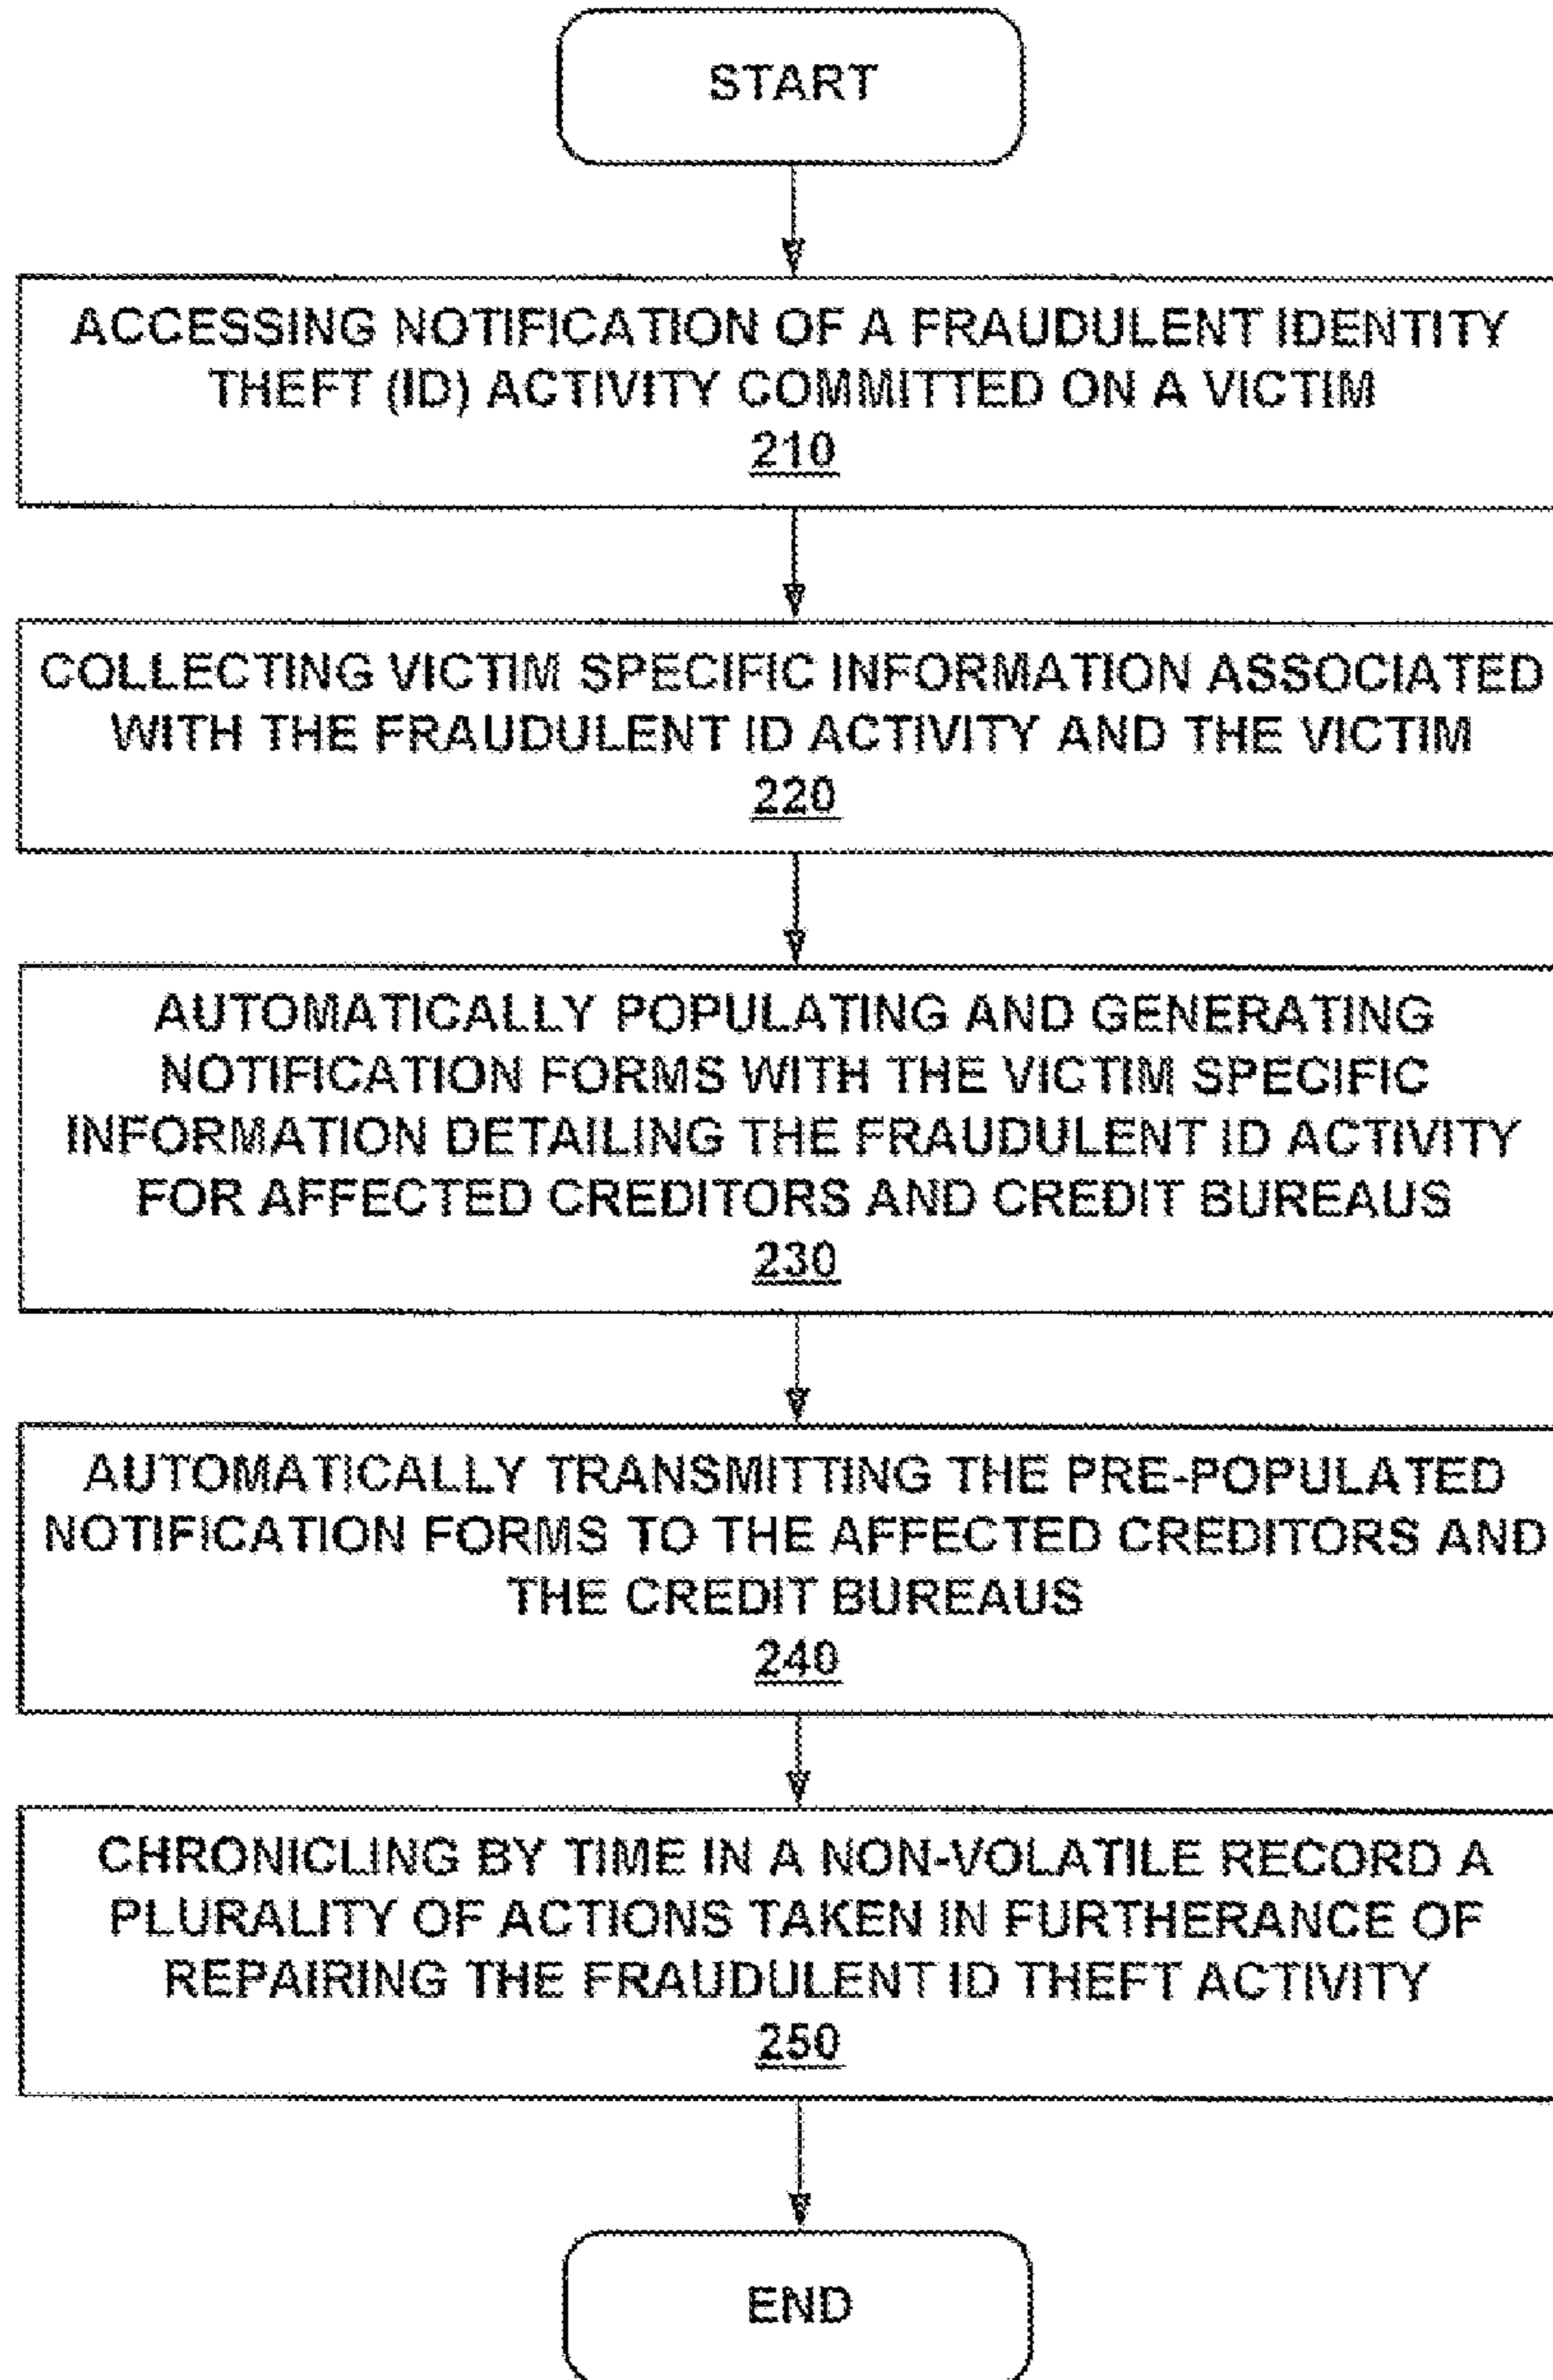 START
ACCESSING NOTIFICATION OF A FRAUDULENT IDENTITY
THEFT (ID) ACTIVITY COMMITTED ON A VICTIM
210
COLLECTING VICTIM SPECIFIC INFORMATION ASSOCIATED
WITH THE FRAUDULENT ID ACTIVITY AND THE VICTIM
220
AUTOMATICALLY POPULATING AND GENERATING
NOTIFICATION FORMS WITH THE VICTIM SPECIFIC
INFORMATION DETAILING THE FRAUDULENT ID ACTIVITY
FOR AFFECTED CREDITORS AND CREDIT BUREAUS
230
AUTOMATICALLY TRANSMITTING THE PRE-POPULATED
NOTIFICATION FORMS TO THE AFFECTED CREDITORS AND
THE CREDIT BUREAUS
240
CHRONICLING BY TIME IN A NON-VOLATILE RECORD A
PLURALITY OF ACTIONS TAKEN IN FURTHERANCE OF
REPAIRING THE FRAUDULENT ID THEFT ACTIVITY
250
END